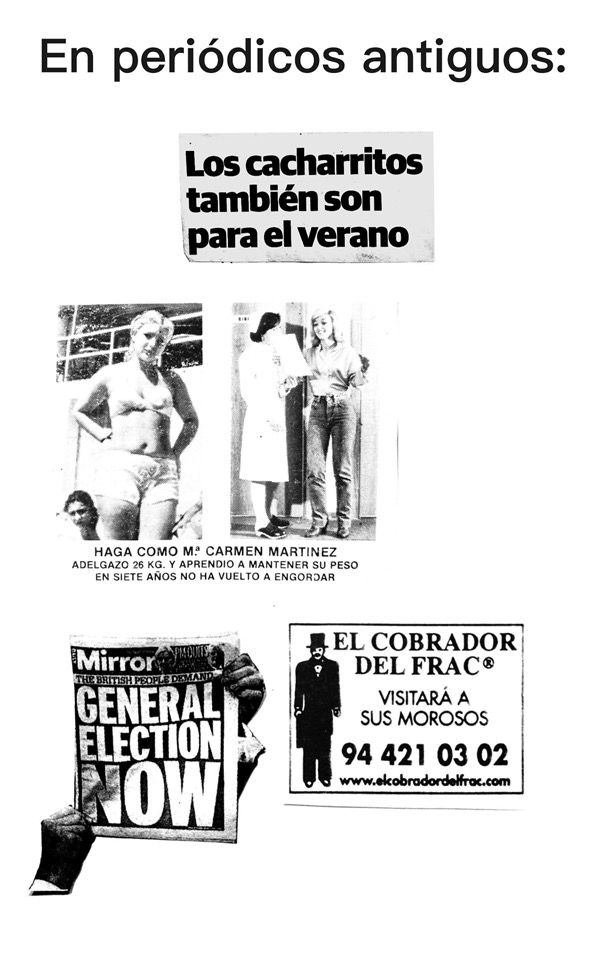 En periódicos antiguos:
Los cacharritos
también son
para el verano
HAGA COMO M.ª CARMEN MARTINEZ
ADELGAZO 26 KG. Y APRENDIO A MANTENER SU PESO
EN SIETE AÑOS NO HA VUELTO A ENGORDAR
Mirror
THE BRITISH PEOPLE DEMAND
GENERAL
ELECTION
NOW
EL COBRADOR
DEL FRAC®
VISITARÁ A
SUS MOROSOS
94 421 03 02
www.elcobradordelfrac.com